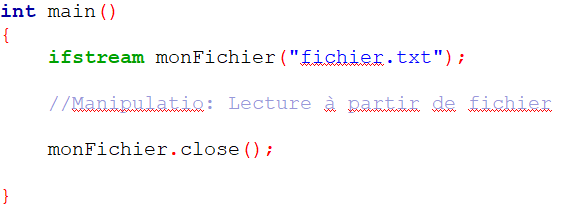 int main()
{
ifstream monFichier("fichier.txt");
//Manipulatio: Lecture à partir de fichier
monFichier.close();
}